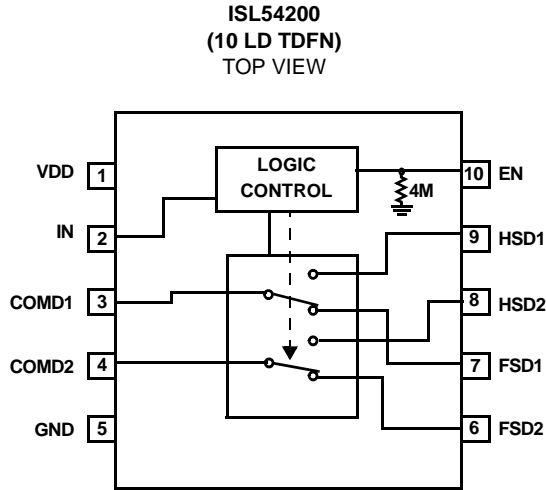 ISL54200
(10 LD TDFN)
TOP VIEW
LOGIC
CONTROL
4M
VDD 1
IN 2
COMD1 3
COMD2 4
GND 5
10 EN
9 HSD1
8 HSD2
7 FSD1
6 FSD2